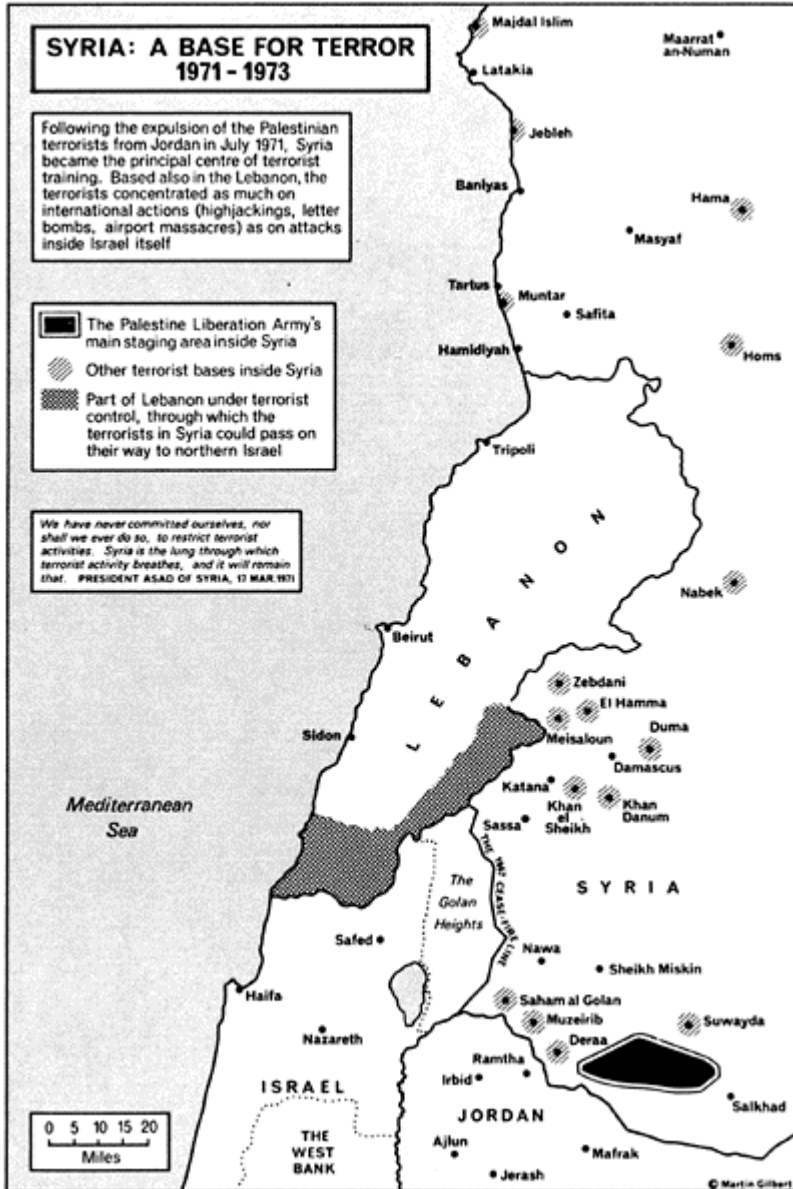 SYRIA: A BASE FOR TERROR
1971 - 1973
Following the expulsion of the Palestinian
terrorists from Jordan in July 1971, Syria
became the principal centre of terrorist
training. Based also in the Lebanon, the
terrorists concentrated as much on
international actions (highjackings, letter
bombs, airport massacres) as on attacks
inside Israel itself
The Palestine Liberation Army's
main staging area inside Syria
Other terrorist bases inside Syria
Part of Lebanon under terrorist
control, through which the
terrorists in Syria could pass on
their way to northern Israel
We have never committed ourselves, nor
shall we ever do so, to restrict terrorist
activities. Syria is the lung through which
terrorist activity breathes, and it will remain
that. PRESIDENT ASAD OF SYRIA, 17 MAR.1971
Majdal Islim
Maarrat
an-Numan
Latakia
Jebleh
Baniyas
Hama
Masyaf
Tartus
Muntar
Safita
Hamidiyah
Homs
Tripoli
LEBANON
Nabek
Beirut
Zebdani
El Hamma
Meisaloun
Duma
Sidon
Damascus
Katana
Khan
el
Sheikh
Khan
Danum
Sassa
Mediterranean
Sea
THE 1967 CEASE-FIRE LINE
SYRIA
The
Golan
Heights
Safed
Nawa
Sheikh Miskin
Haifa
Saham al Golan
Muzeirib
Suwayda
Nazareth
Deraa
Ramtha
Irbid
ISRAEL
Salkhad
JORDAN
0 5 10 15 20
Miles
THE
WEST
BANK
Ajlun
Mafrak
Jerash
© Martin Gilbert